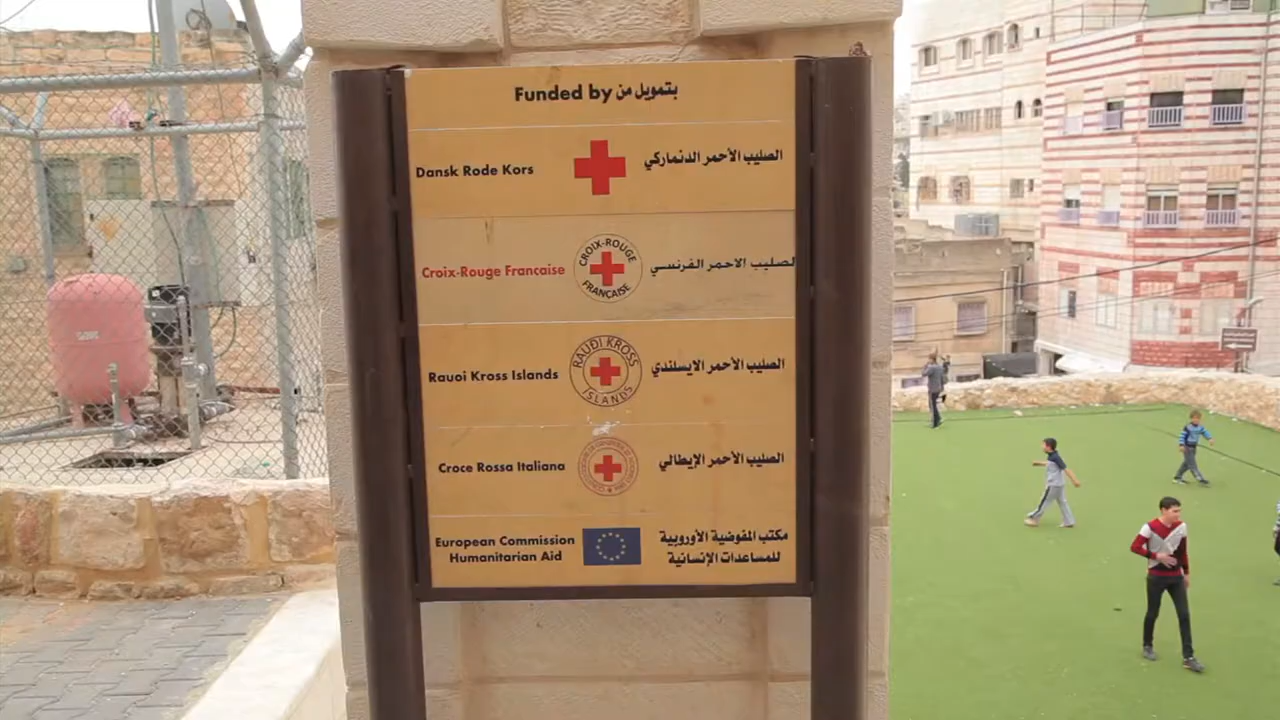 Funded by بتمويل من
Dansk Rode Kors
الصليب الأحمر الدنماركي
Croix-Rouge Francaise
CROIX-ROUGE
FRANÇAISE
لصليب الاحمر الفرنسي
Rauoi Kross Islands
RAUÐI KROSS
ÍSLANDS
الصليب الأحمر الايسلندي
Croce Rossa Italiana
الصليب الأحمر الإيطالي
European Commission
Humanitarian Aid
مكتب المفوضية الأوروبية
للمساعدات الإنسانية